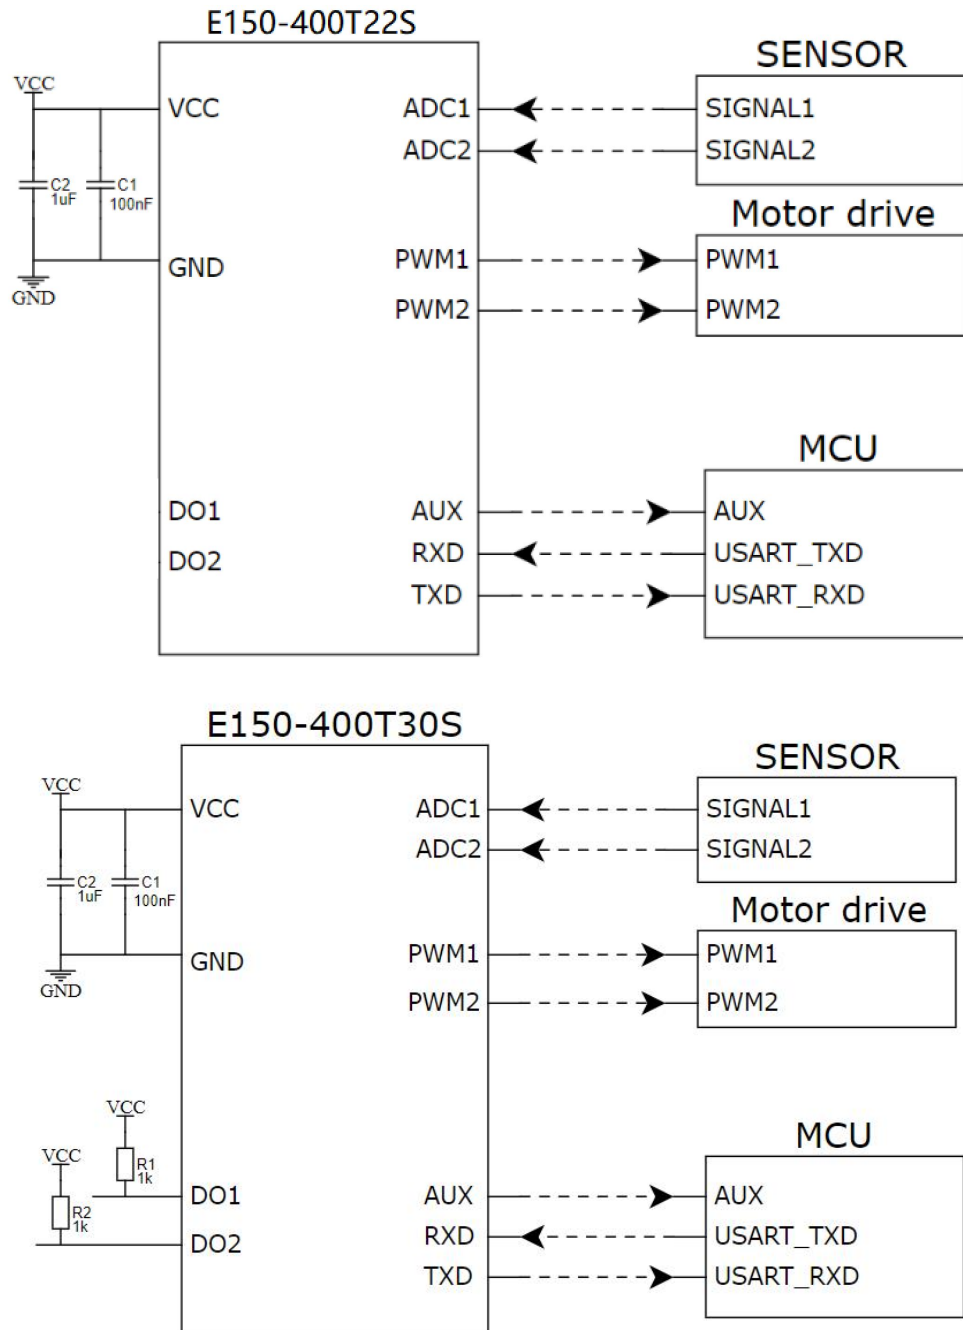 E150-400T22S
VCC
C2
1uF
C1
100nF
GND
VCC
GND
DO1
DO2
ADC1
ADC2
PWM1
PWM2
AUX
RXD
TXD
SENSOR
SIGNAL1
SIGNAL2
Motor drive
PWM1
PWM2
MCU
AUX
USART_TXD
USART_RXD
E150-400T30S
VCC
C2
1uF
C1
100nF
GND
VCC
R1
1k
VCC
R2
1k
VCC
GND
DO1
DO2
ADC1
ADC2
PWM1
PWM2
AUX
RXD
TXD
SENSOR
SIGNAL1
SIGNAL2
Motor drive
PWM1
PWM2
MCU
AUX
USART_TXD
USART_RXD